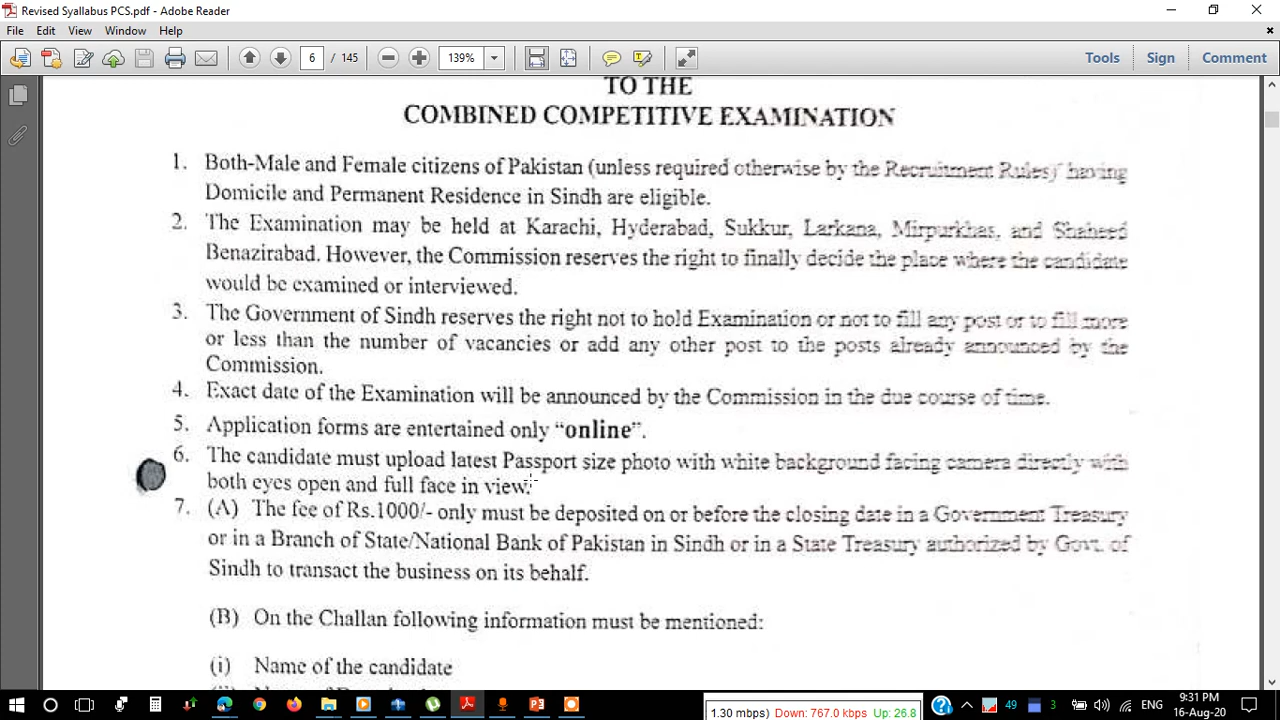 Revised Syallabus PCS.pdf - Adobe Reader
File Edit View Window Help
6 / 145 139% Tools Sign Comment
TO THE
COMBINED COMPETITIVE EXAMINATION
1. Both-Male and Female citizens of Pakistan (unless required otherwise by the Recruitment Rules) having
Domicile and Permanent Residence in Sindh are eligible.
2. The Examination may be held at Karachi, Hyderabad, Sukkur, Larkana, Mirpurkhas, and Shaheed
Benazirabad. However, the Commission reserves the right to finally decide the place where the candidate
would be examined or interviewed.
3. The Government of Sindh reserves the right not to hold Examination or not to fill any post or to fill more
or less than the number of vacancies or add any other post to the posts already announced by the
Commission.
4. Exact date of the Examination will be announced by the Commission in the due course of time.
5. Application forms are entertained only “online”.
6. The candidate must upload latest Passport size photo with white background facing camera directly with
both eyes open and full face in view.
7. (A) The fee of Rs.1000/- only must be deposited on or before the closing date in a Government Treasury
or in a Branch of State/National Bank of Pakistan in Sindh or in a State Treasury authorized by Govt. of
Sindh to transact the business on its behalf.
(B) On the Challan following information must be mentioned:
(i) Name of the candidate
1.30 mbps) Down: 767.0 kbps Up: 26.8
49 3 ENG 9:31 PM
16-Aug-20